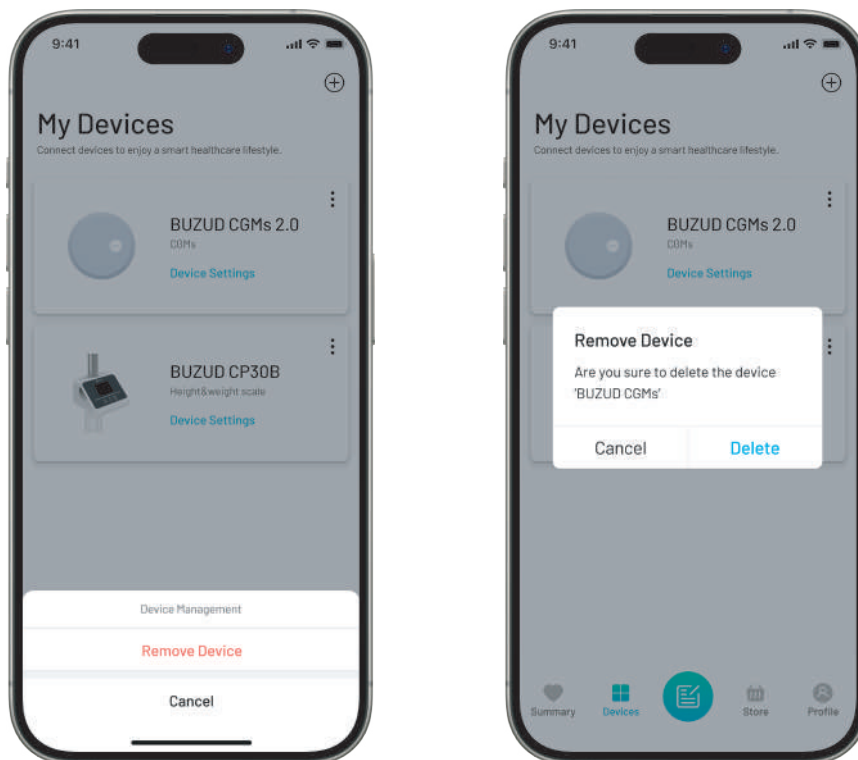 9:41
My Devices
Connect devices to enjoy a smart healthcare lifestyle.
BUZUD CGMs 2.0
CGMs
Device Settings
BUZUD CP30B
Height&weight scale
Device Settings
Device Management
Remove Device
Cancel
9:41
My Devices
Connect devices to enjoy a smart healthcare lifestyle.
BUZUD CGMs 2.0
CGMs
Device Settings
Remove Device
Are you sure to delete the device
'BUZUD CGMs'
Cancel Delete
Summary Devices Store Profile